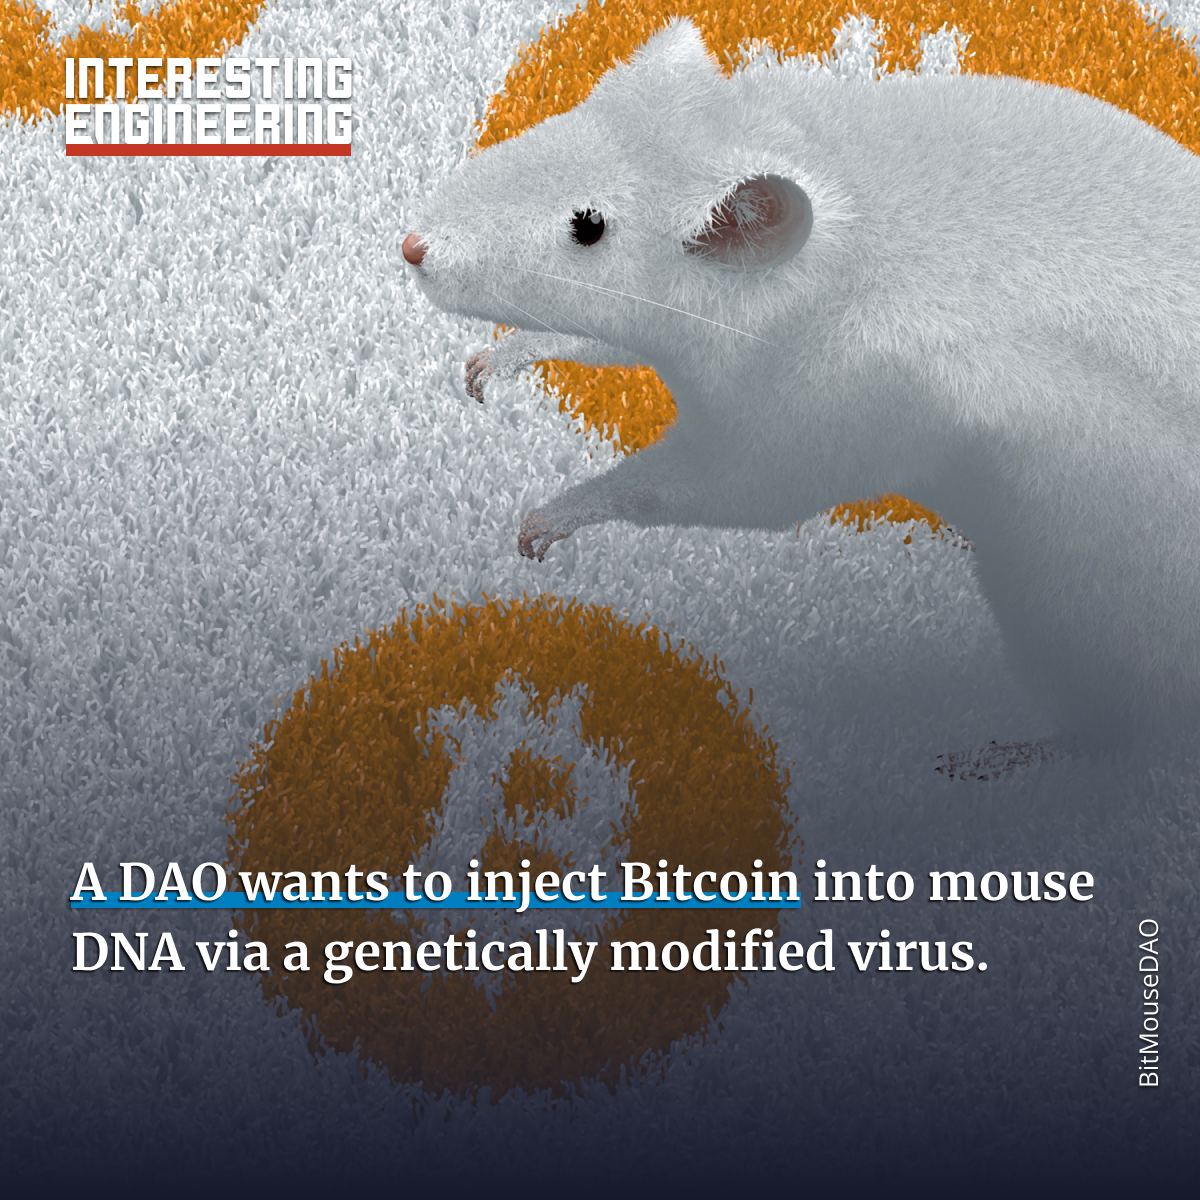 INTERESTING
ENGINEERING
A DAO wants to inject Bitcoin into mouse
DNA via a genetically modified virus.
BitMouseDAO